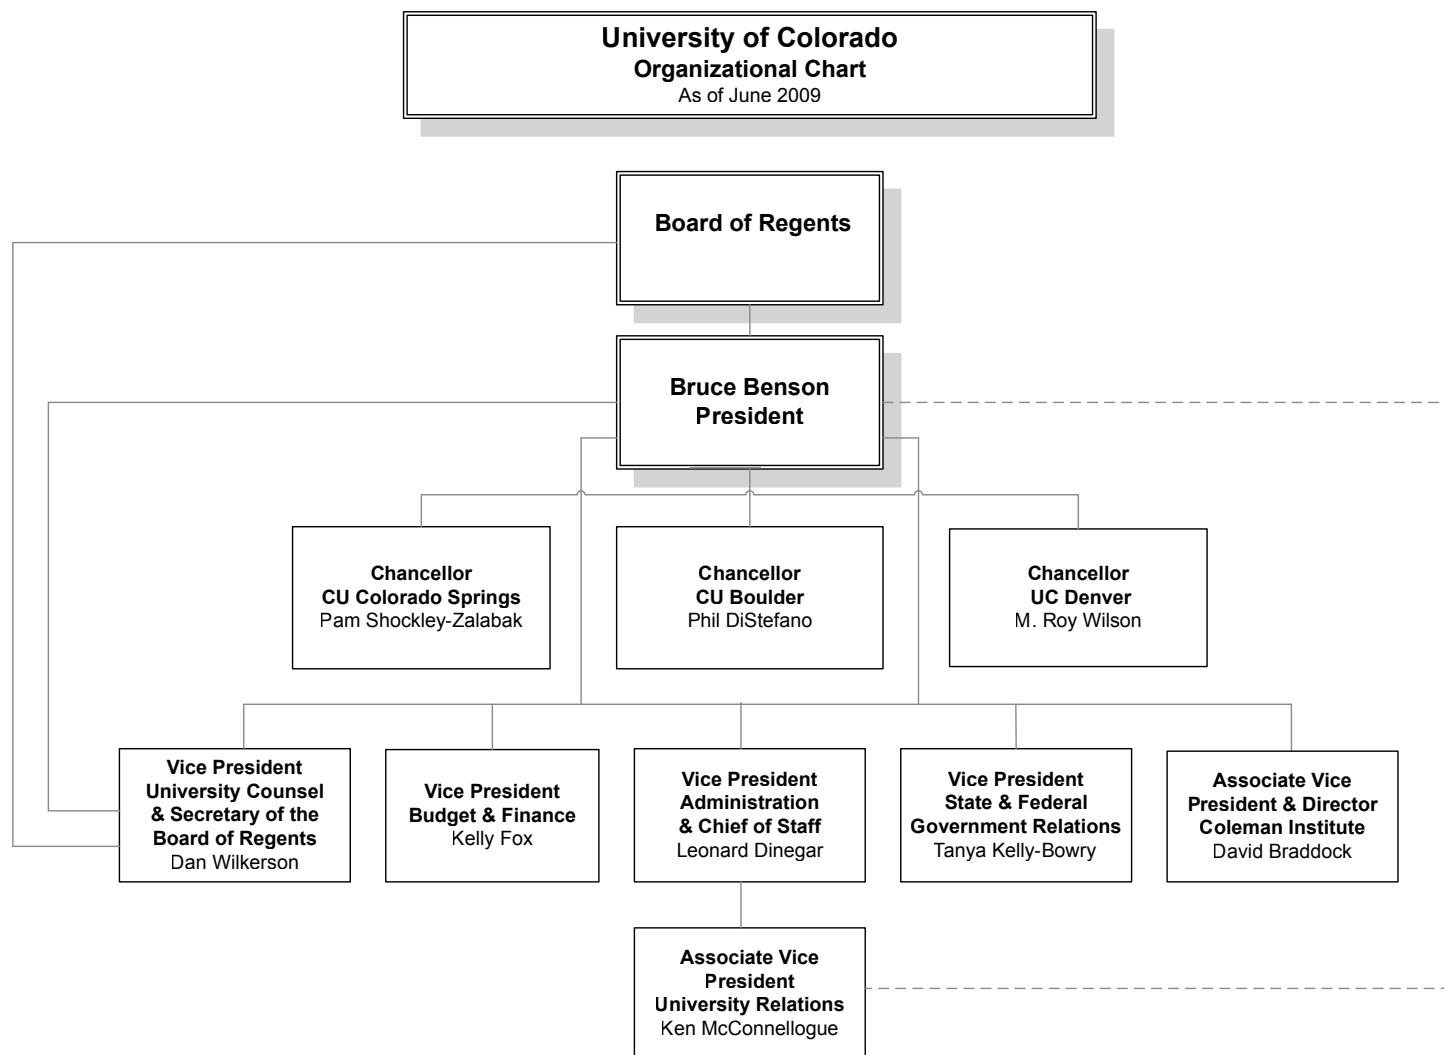 University of Colorado
Organizational Chart
As of June 2009
Board of Regents
Bruce Benson
President
Chancellor
CU Colorado Springs
Pam Shockley-Zalabak
Chancellor
CU Boulder
Phil DiStefano
Chancellor
UC Denver
M. Roy Wilson
Vice President
University Counsel
& Secretary of the
Board of Regents
Dan Wilkerson
Vice President
Budget & Finance
Kelly Fox
Vice President
Administration
& Chief of Staff
Leonard Dinegar
Vice President
State & Federal
Government Relations
Tanya Kelly-Bowry
Associate Vice
President & Director
Coleman Institute
David Braddock
Associate Vice
President
University Relations
Ken McConnellogue